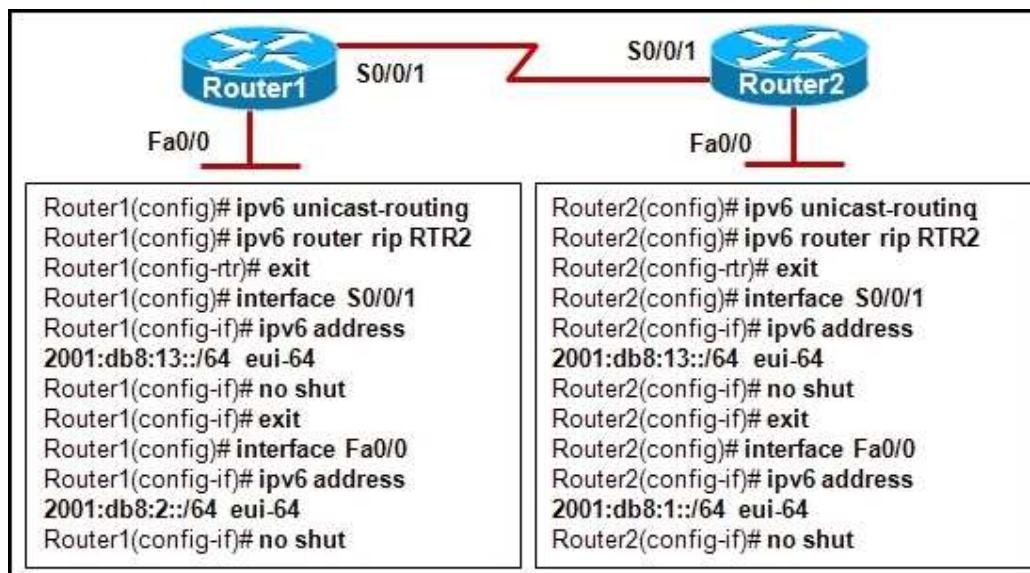 S0/0/1
S0/0/1
Router1
Router2
Fa0/0
Fa0/0
Router1(config)# ipv6 unicast-routing
Router1(config)# ipv6 router rip RTR2
Router1(config-rtr)# exit
Router1(config)# interface S0/0/1
Router1(config-if)# ipv6 address
2001:db8:13::/64 eui-64
Router1(config-if)# no shut
Router1(config-if)# exit
Router1(config)# interface Fa0/0
Router1(config-if)# ipv6 address
2001:db8:2::/64 eui-64
Router1(config-if)# no shut
Router2(config)# ipv6 unicast-routinq
Router2(config)# ipv6 router rip RTR2
Router2(config-rtr)# exit
Router2(config)# interface S0/0/1
Router2(config-if)# ipv6 address
2001:db8:13::/64 eui-64
Router2(config-if)# no shut
Router2(config-if)# exit
Router2(config)# interface Fa0/0
Router2(config-if)# ipv6 address
2001:db8:1::/64 eui-64
Router2(config-if)# no shut